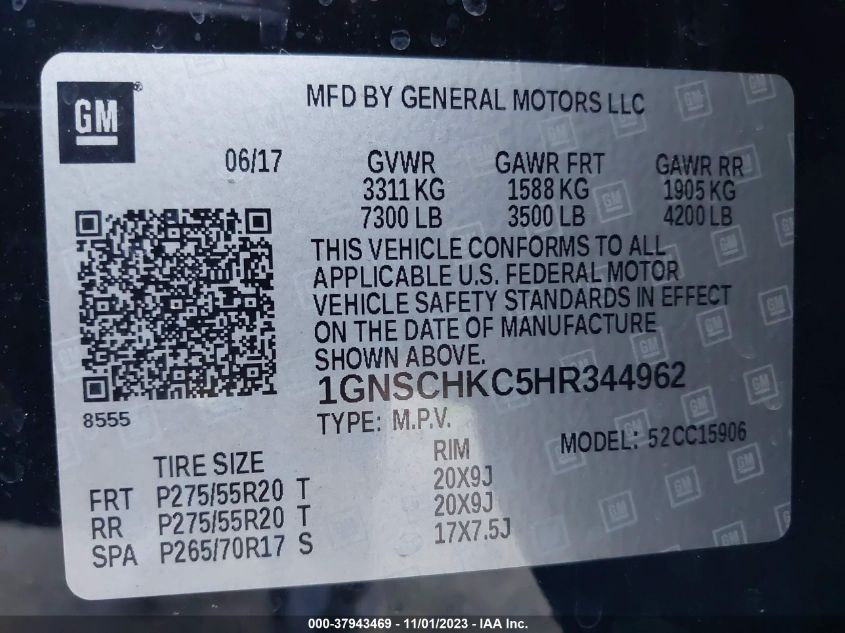 GM
MFD BY GENERAL MOTORS LLC
06/17 GVWR GAWR FRT GAWR RR
3311 KG 1588 KG 1905 KG
7300 LB 3500 LB 4200 LB
THIS VEHICLE CONFORMS TO ALL
APPLICABLE U.S. FEDERAL MOTOR
VEHICLE SAFETY STANDARDS IN EFFECT
ON THE DATE OF MANUFACTURE
SHOWN ABOVE.
1GNSCHKC5HR344962
8555
TYPE: M.P.V.
MODEL: 52CC15906
TIRE SIZE RIM
FRT P275/55R20 T 20X9J
RR P275/55R20 T 20X9J
SPA P265/70R17 S 17X7.5J
000-37943469 - 11/01/2023 - IAA Inc.